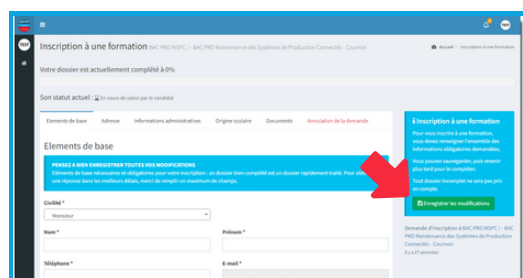 TEST
TEST
Inscription à une formation BAC PRO MSPC / - BAC PRO Maintenance des Systèmes de Production Connectés - Cournon
Accueil - Inscription à une formation
Votre dossier est actuellement complété à 0%
Son statut actuel : En cours de saisie par le candidat
Elements de base Adresse Informations administratives Origine scolaire Documents Annulation de la demande
Elements de base
PENSEZ A BIEN ENREGISTRER TOUTES VOS MODIFICATIONS
Eléments de base nécessaires et obligatoires pour votre inscription : un dossier bien complété est un dossier rapidement traité. Pour
une réponse dans les meilleurs délais, merci de remplir un maximum de champs.
Civilité *
Monsieur
Nom *
Prénom *
Téléphone *
E-mail *
Inscription à une formation
Pour vous inscrire à une formation,
vous devez renseigner l'ensemble des
informations obligatoires demandées.
Vous pouvez sauvegarder, puis revenir
plus tard pour le compléter.
Tout dossier incomplet ne sera pas pris
en compte.
Enregistrer les modifications
Demande d'inscription à BAC PRO MSPC / - BAC
PRO Maintenance des Systèmes de Production
Connectés - Cournon
Il y a 27 secondes